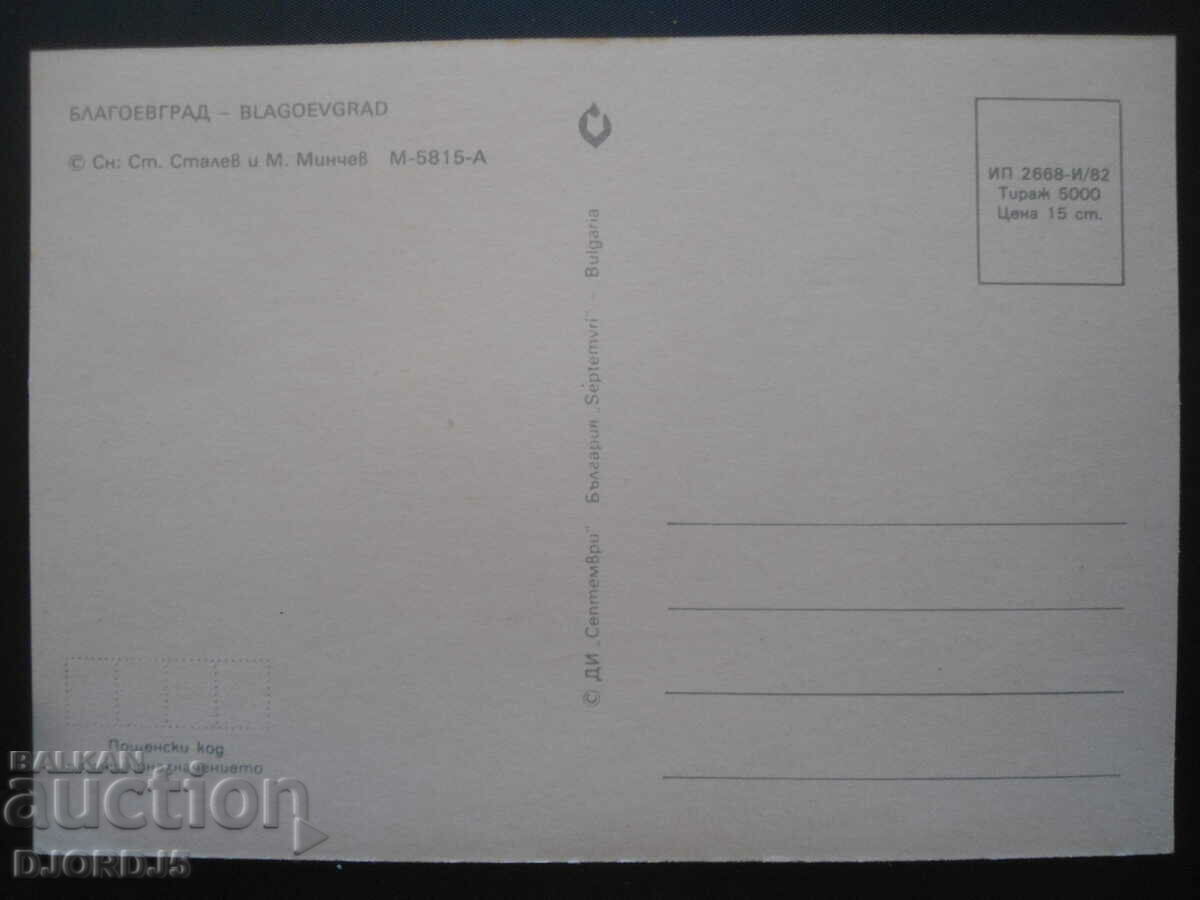 БЛАГОЕВГРАД – BLAGOEVGRAD
© Сн: Ст. Сталев и М. Минчев М-5815-А
ИП 2668-И/82
Тираж 5000
Цена 15 ст.
© ДИ „Септември" България „Septemvri" – Bulgaria
Пощенски код
BALKAN
auction
DJORDJ5